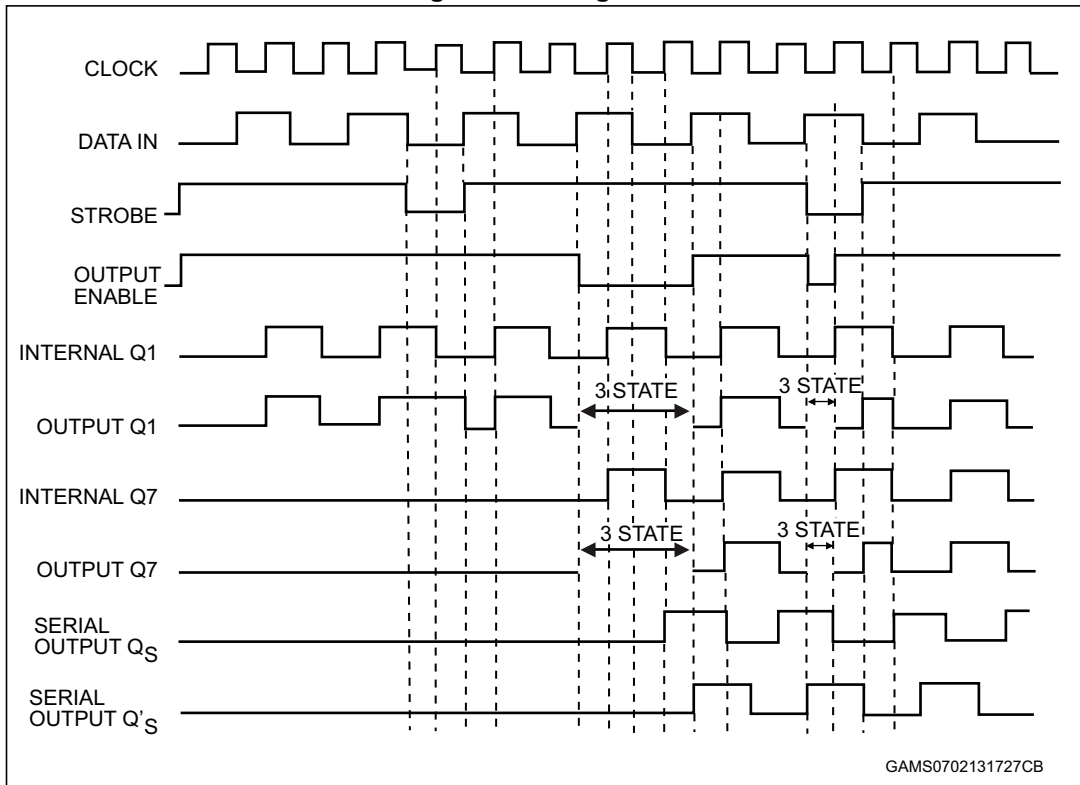 CLOCK
DATA IN
STROBE
OUTPUT
ENABLE
INTERNAL Q1
3 STATE
3 STATE
OUTPUT Q1
INTERNAL Q7
3 STATE
3 STATE
OUTPUT Q7
SERIAL
OUTPUT QS
SERIAL
OUTPUT Q'S
GAMS0702131727CB